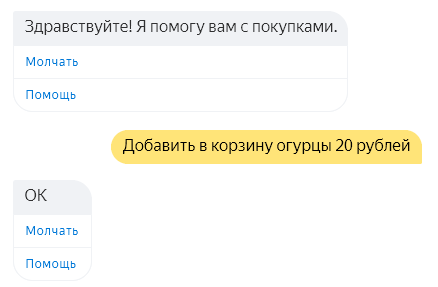 Здравствуйте! Я помогу вам с покупками.
Молчать
Помощь
Добавить в корзину огурцы 20 рублей
ОК
Молчать
Помощь